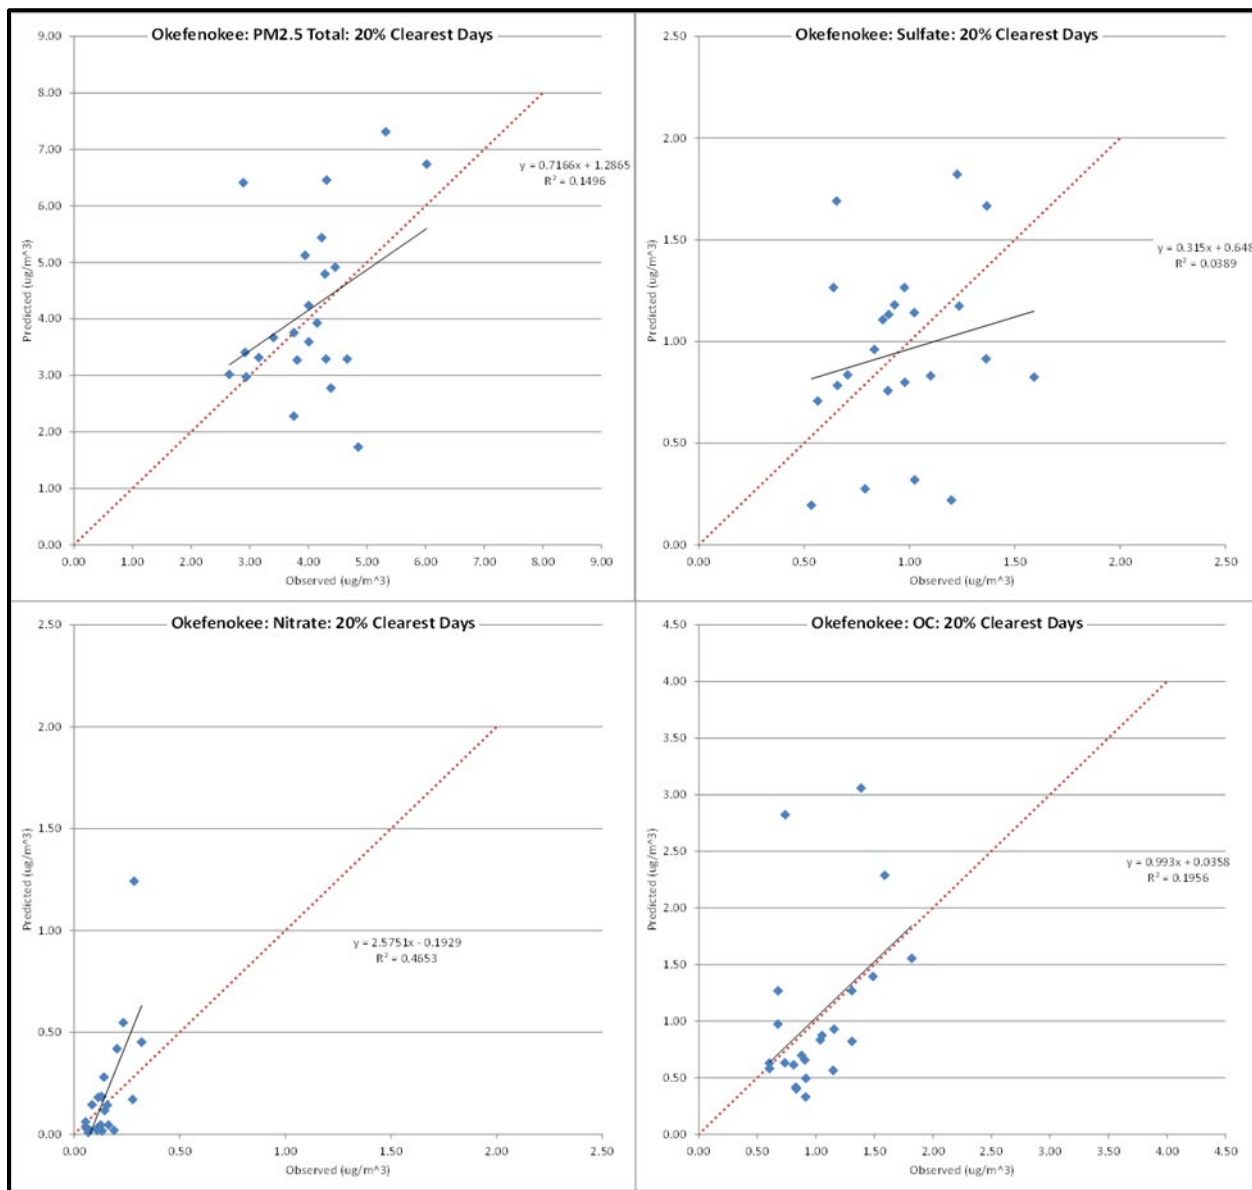 Okefenokee: PM2.5 Total: 20% Clearest Days
9.00
8.00
7.00
6.00
5.00
4.00
3.00
2.00
1.00
0.00
Predicted (ug/m^3)
y = 0.7166x + 1.2865
R² = 0.1496
0.00 1.00 2.00 3.00 4.00 5.00 6.00 7.00 8.00 9.00
Observed (ug/m^3)
Okefenokee: Sulfate: 20% Clearest Days
2.50
2.00
1.50
1.00
0.50
0.00
Predicted (ug/m^3)
y = 0.315x + 0.648
R² = 0.0389
0.00 0.50 1.00 1.50 2.00 2.50
Observed (ug/m^3)
Okefenokee: Nitrate: 20% Clearest Days
2.50
2.00
1.50
1.00
0.50
0.00
Predicted (ug/m^3)
y = 2.5751x - 0.1929
R² = 0.4653
0.00 0.50 1.00 1.50 2.00 2.50
Observed (ug/m^3)
Okefenokee: OC: 20% Clearest Days
4.50
4.00
3.50
3.00
2.50
2.00
1.50
1.00
0.50
0.00
Predicted (ug/m^3)
y = 0.993x + 0.0358
R² = 0.1956
0.00 0.50 1.00 1.50 2.00 2.50 3.00 3.50 4.00 4.50
Observed (ug/m^3)